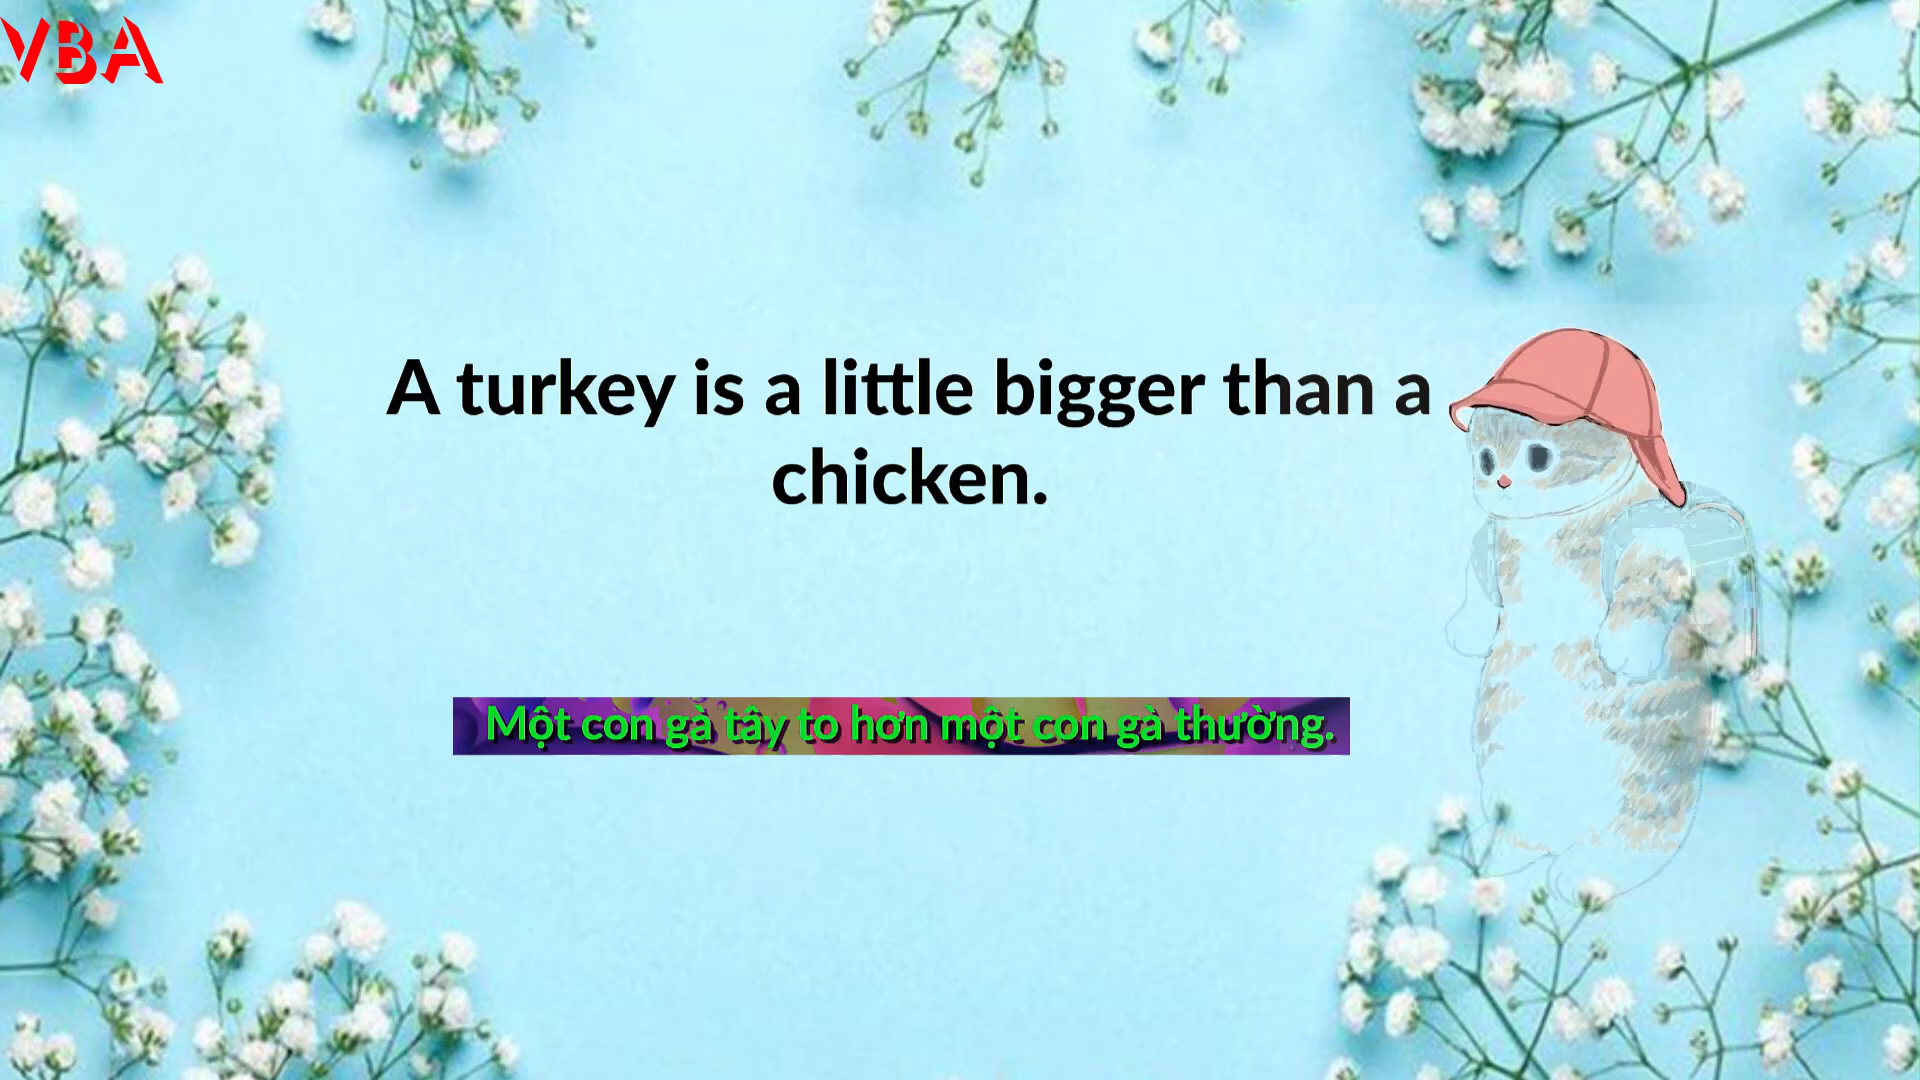 VBA
A turkey is a little bigger than a
chicken.
Một con gà tây to hơn một con gà thường.